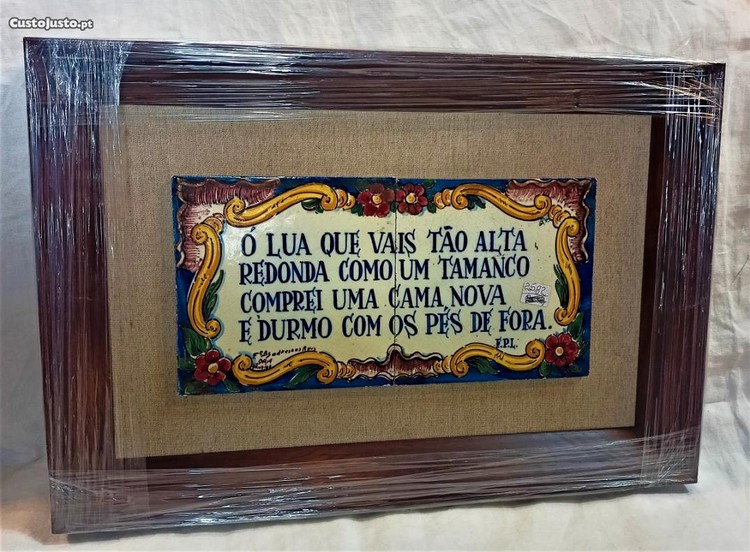 CustoJusto.pt
Ó LUA QUE VAIS TÃO ALTA
REDONDA COMO UM TAMANCO
COMPREI UMA CAMA NOVA
E DURMO COM OS PÉS DE FORA.
F.P.L.